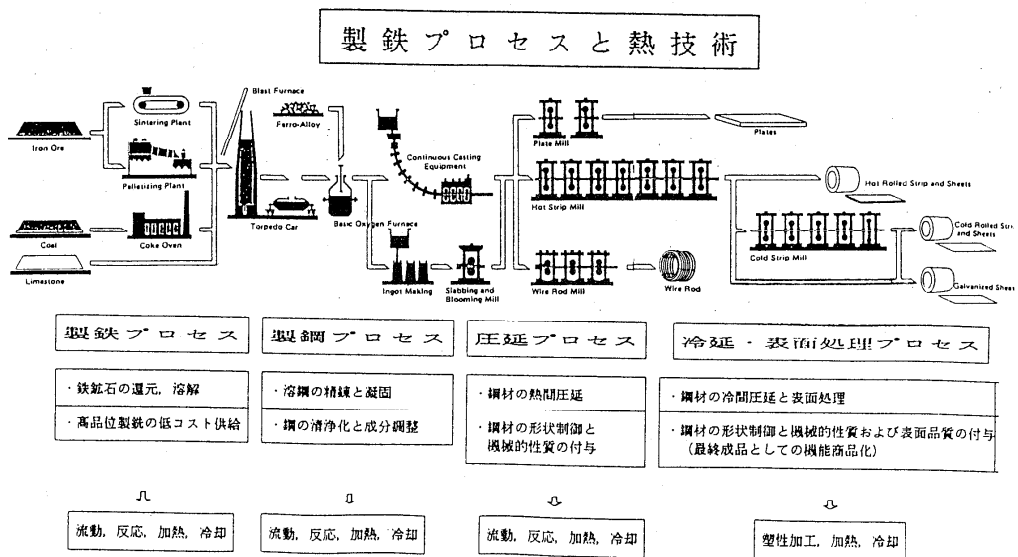 製鉄プロセスと熱技術
Blast Furnace
Sintering Plant
Ferro-Alloy
Iron Ore
Plate Mill
Plates
Continuous Casting
Equipment
Palletizing Plant
Hot Rolled Strip and Sheets
Hot Strip Mill
Torpedo Car
Basic Oxygen Furnace
Coal
Coke Oven
Cold Rolled Stri
and Sheets
Cold Strip Mill
Limestone
Ingot Making
Slabbing and
Blooming Mill
Wire Rod Mill
Wire Rod
Galvanized Sheet
製鉄プロセス
製鋼プロセス
圧延プロセス
冷延・表面処理プロセス
・鉄鉱石の還元，溶解
・高品位製銑の低コスト供給
・溶鋼の精錬と凝固
・鋼の清浄化と成分調整
・鋼材の熱間圧延
・鋼材の形状制御と
機械的性質の付与
・鋼材の冷間圧延と表面処理
・鋼材の形状制御と機械的性質および表面品質の付与
（最終成品としての機能商品化）
流動，反応，加熱，冷却
流動，反応，加熱，冷却
流動，反応，加熱，冷却
塑性加工，加熱，冷却